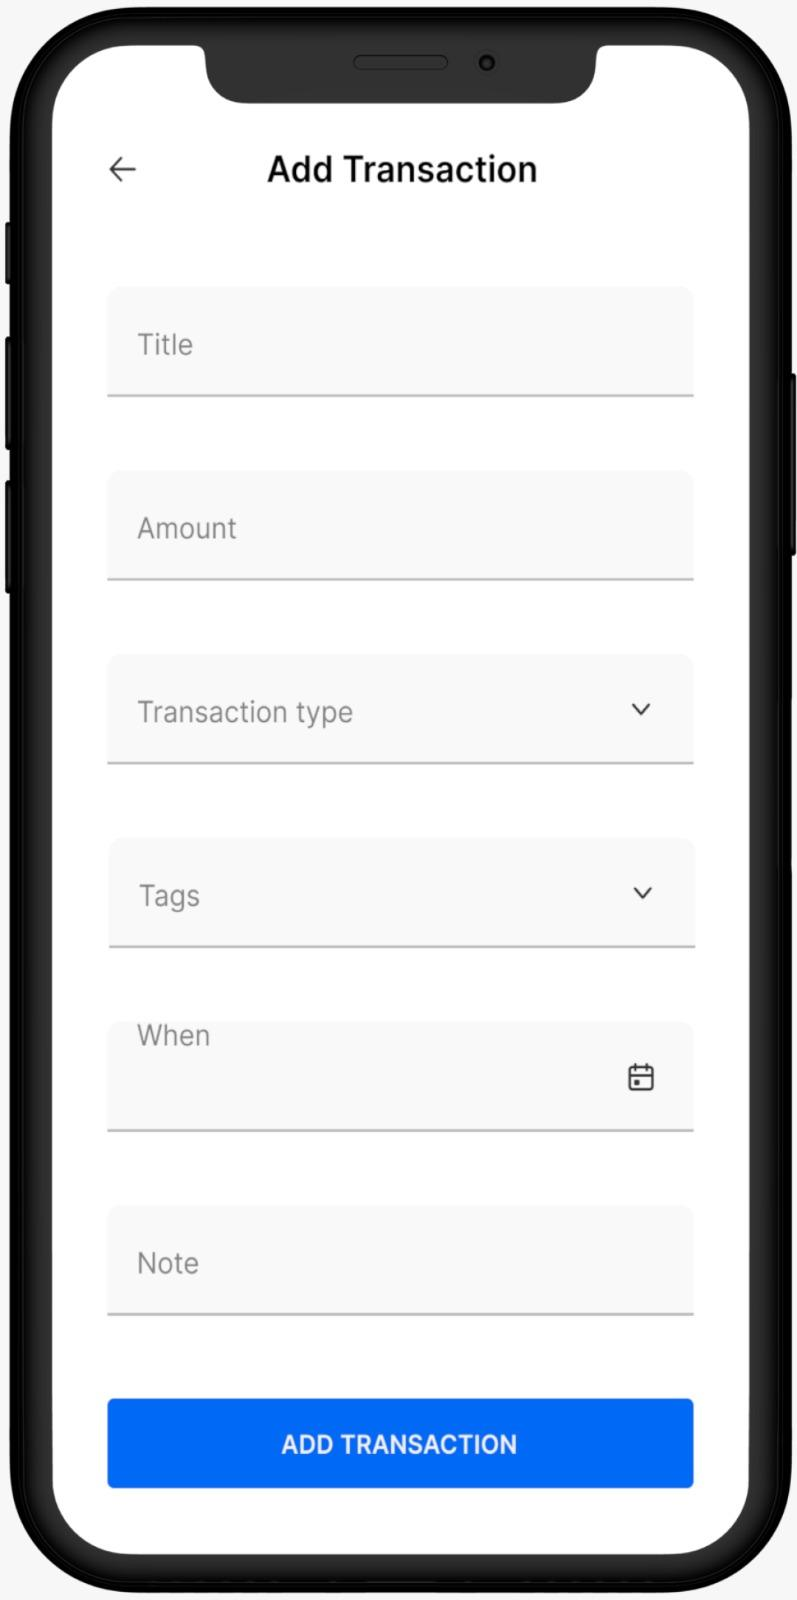 Add Transaction
Title
Amount
Transaction type
Tags
When
Note
ADD TRANSACTION